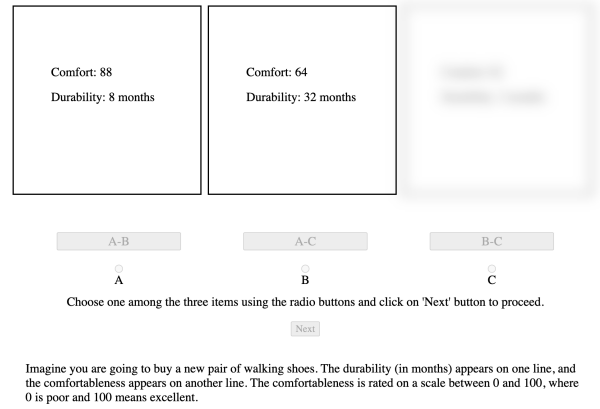 Comfort: 88
Durability: 8 months
Comfort: 64
Durability: 32 months
A-B
A-C
B-C
A
B
C
Choose one among the three items using the radio buttons and click on 'Next' button to proceed.
Next
Imagine you are going to buy a new pair of walking shoes. The durability (in months) appears on one line, and
the comfortableness appears on another line. The comfortableness is rated on a scale between 0 and 100, where
0 is poor and 100 means excellent.